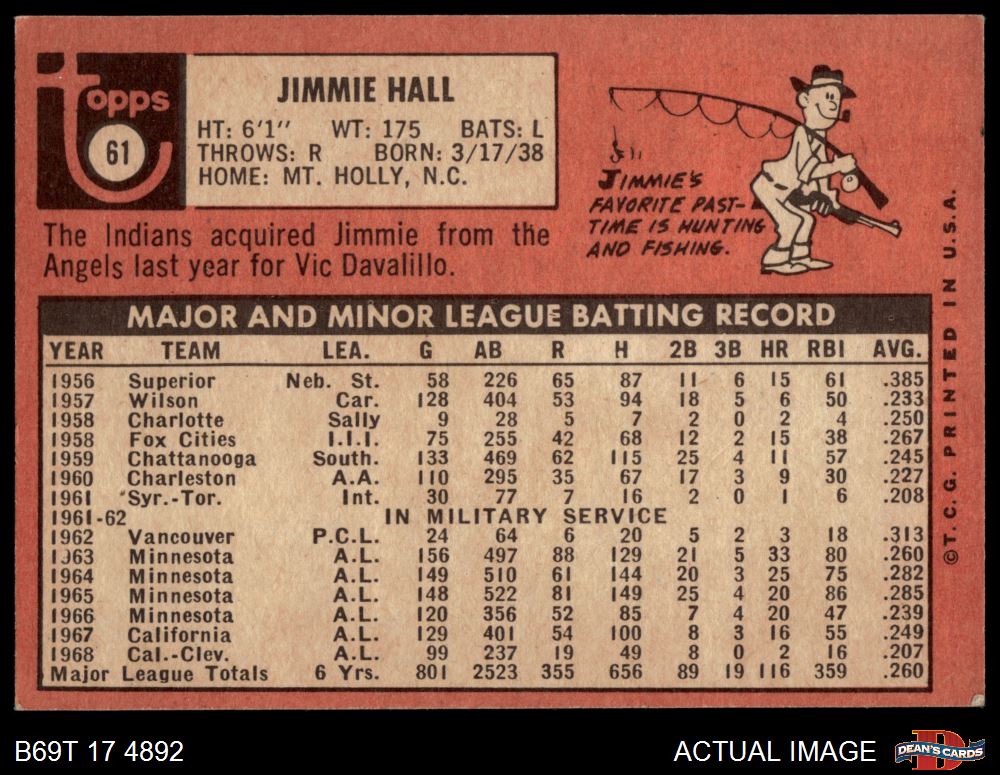 Topps
61
JIMMIE HALL
HT: 6'1" WT: 175 BATS: L
THROWS: R BORN: 3/17/38
HOME: MT. HOLLY, N.C.
JIMMIE'S
FAVORITE PAST-
TIME IS HUNTING
AND FISHING.
The Indians acquired Jimmie from the
Angels last year for Vic Davalillo.
MAJOR AND MINOR LEAGUE BATTING RECORD
YEAR TEAM LEA. G AB R H 2B 3B HR RBI AVG.
1956 Superior Neb. St. 58 226 65 87 11 6 15 61 .385
1957 Wilson Car. 128 404 53 94 18 5 6 50 .233
1958 Charlotte Sally 9 28 5 7 2 0 2 4 .250
1958 Fox Cities I.I.I. 75 255 42 68 12 2 15 38 .267
1959 Chattanooga South. 133 469 62 115 25 4 11 57 .245
1960 Charleston A.A. 110 295 35 67 17 3 9 30 .227
1961 Syr.-Tor. Int. 30 77 7 16 2 0 1 6 .208
1961-62 IN MILITARY SERVICE
1962 Vancouver P.C.L. 24 64 6 20 5 2 3 18 .313
1963 Minnesota A.L. 156 497 88 129 21 5 33 80 .260
1964 Minnesota A.L. 149 510 61 144 20 3 25 75 .282
1965 Minnesota A.L. 148 522 81 149 25 4 20 86 .285
1966 Minnesota A.L. 120 356 52 85 7 4 20 47 .239
1967 California A.L. 129 401 54 100 8 3 16 55 .249
1968 Cal.-Clev. A.L. 99 237 19 49 8 0 2 16 .207
Major League Totals 6 Yrs. 801 2523 355 656 89 19 116 359 .260
©T.C.G. PRINTED IN U.S.A.
B69T 17 4892
ACTUAL IMAGE
DEAN'S CARDS